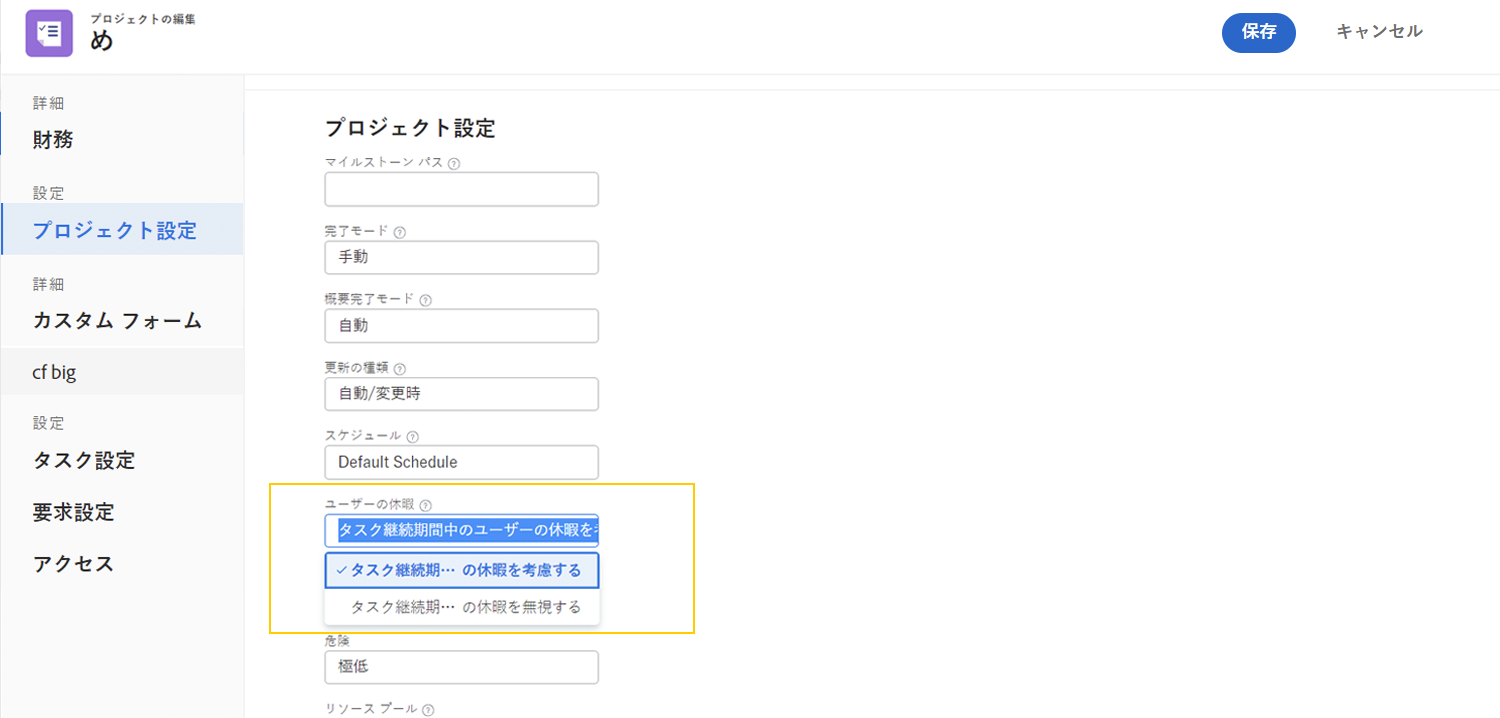 プロジェクトの編集
め
保存
キャンセル
詳細
財務
設定
プロジェクト設定
詳細
カスタム フォーム
cf big
設定
タスク設定
要求設定
アクセス
プロジェクト設定
マイルストーン パス
完了モード
手動
概要完了モード
自動
更新の種類
自動/変更時
スケジュール
Default Schedule
ユーザーの休暇
タスク継続期間中のユーザーの休暇を
タスク継続期… の休暇を考慮する
タスク継続期… の休暇を無視する
危険
極低
リソース プール